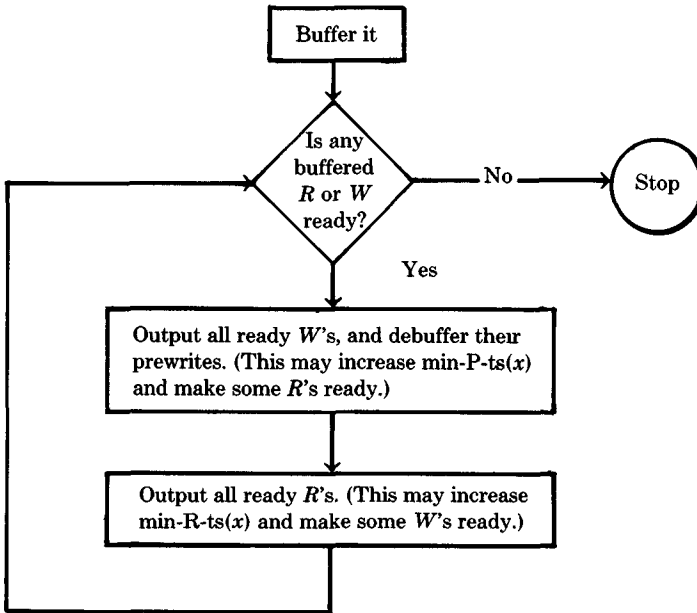 Buffer it
Is any
buffered
R or W
ready?
No
Stop
Yes
Output all ready W's, and debuffer their
prewrites. (This may increase min-P-ts(x)
and make some R's ready.)
Output all ready R's. (This may increase
min-R-ts(x) and make some W's ready.)